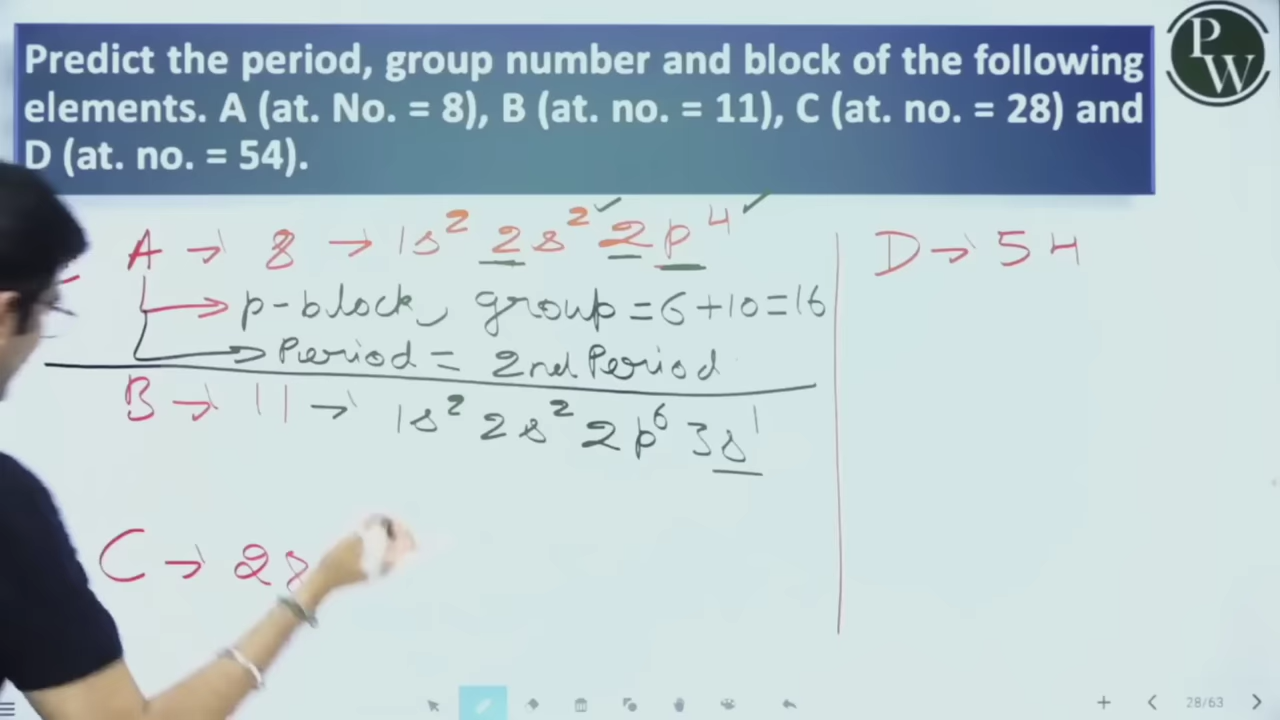 Predict the period, group number and block of the following
elements. A (at. No. = 8), B (at. no. = 11), C (at. no. = 28) and
D (at. no. = 54).
PW
A → 8 → 1s² 2s² 2p⁴
p-block, group = 6+10=16
Period = 2nd Period
B → 11 → 1s² 2s² 2p⁶ 3s¹
C → 28
D → 54
28/63